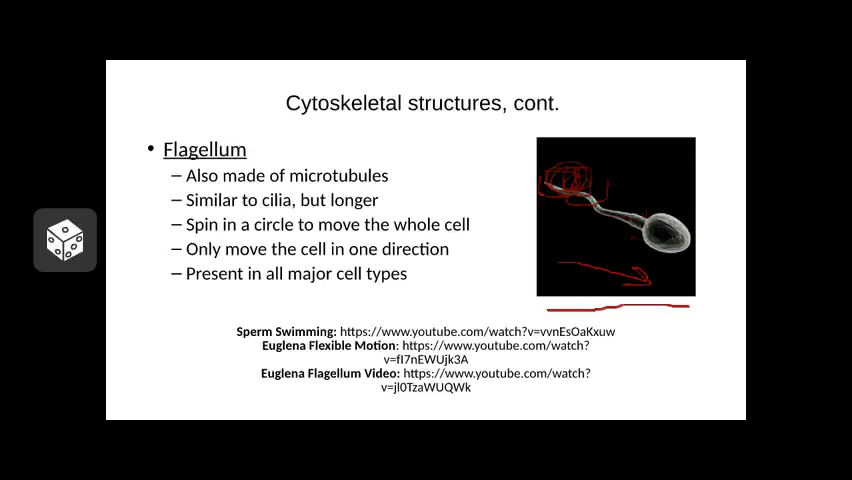 Cytoskeletal structures, cont.
• Flagellum
– Also made of microtubules
– Similar to cilia, but longer
– Spin in a circle to move the whole cell
– Only move the cell in one direction
– Present in all major cell types
Sperm Swimming: https://www.youtube.com/watch?v=vvnEsOaKxuw
Euglena Flexible Motion: https://www.youtube.com/watch?
v=fI7nEWUjk3A
Euglena Flagellum Video: https://www.youtube.com/watch?
v=jl0TzaWUQWk